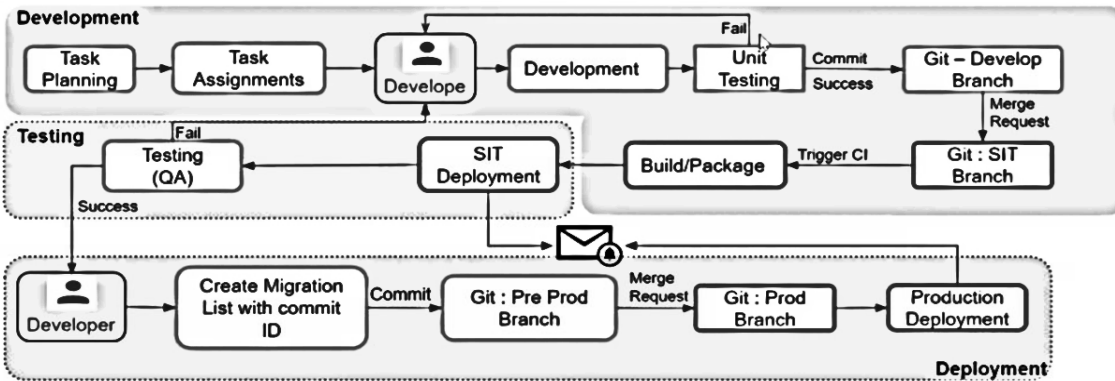 Development
Fail
Task
Planning
Task
Assignments
Develope
Development
Unit
Testing
Commit
Success
Git – Develop
Branch
Merge
Request
Testing
Fail
Testing
(QA)
SIT
Deployment
Build/Package
Trigger CI
Git : SIT
Branch
Success
Developer
Create Migration
List with commit
ID
Commit
Git : Pre Prod
Branch
Merge
Request
Git : Prod
Branch
Production
Deployment
Deployment